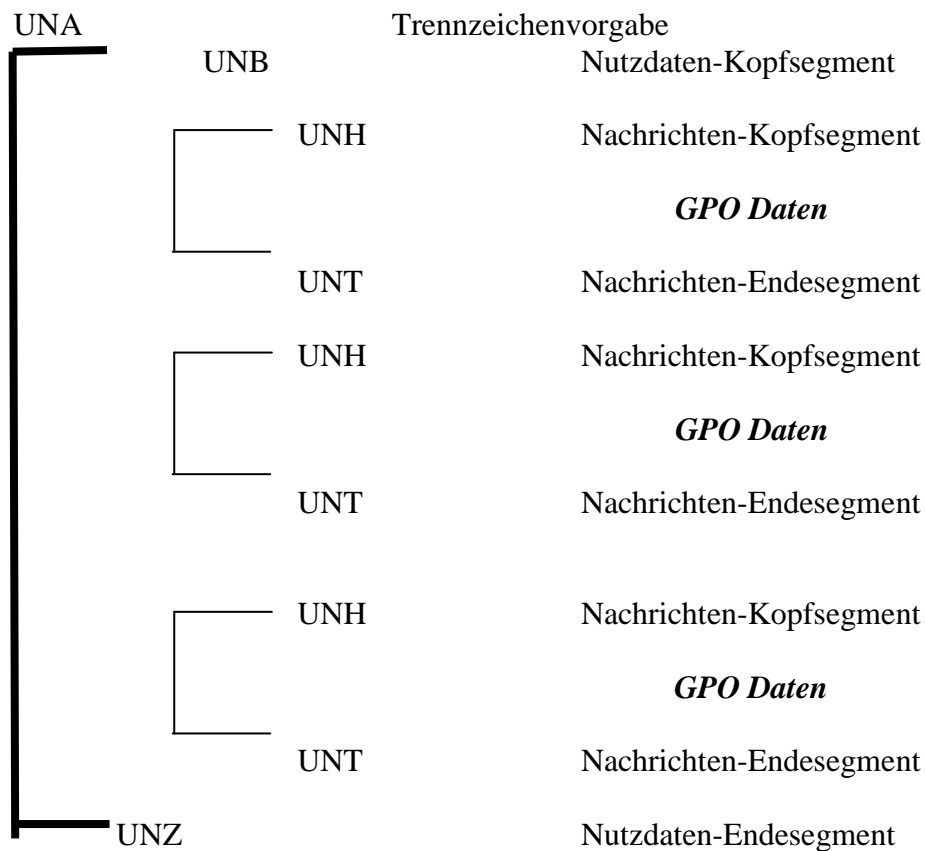 UNA Trennzeichenvorgabe
UNB Nutzdaten-Kopfsegment
UNH Nachrichten-Kopfsegment
GPO Daten
UNT Nachrichten-Endesegment
UNH Nachrichten-Kopfsegment
GPO Daten
UNT Nachrichten-Endesegment
UNH Nachrichten-Kopfsegment
GPO Daten
UNT Nachrichten-Endesegment
UNZ Nutzdaten-Endesegment